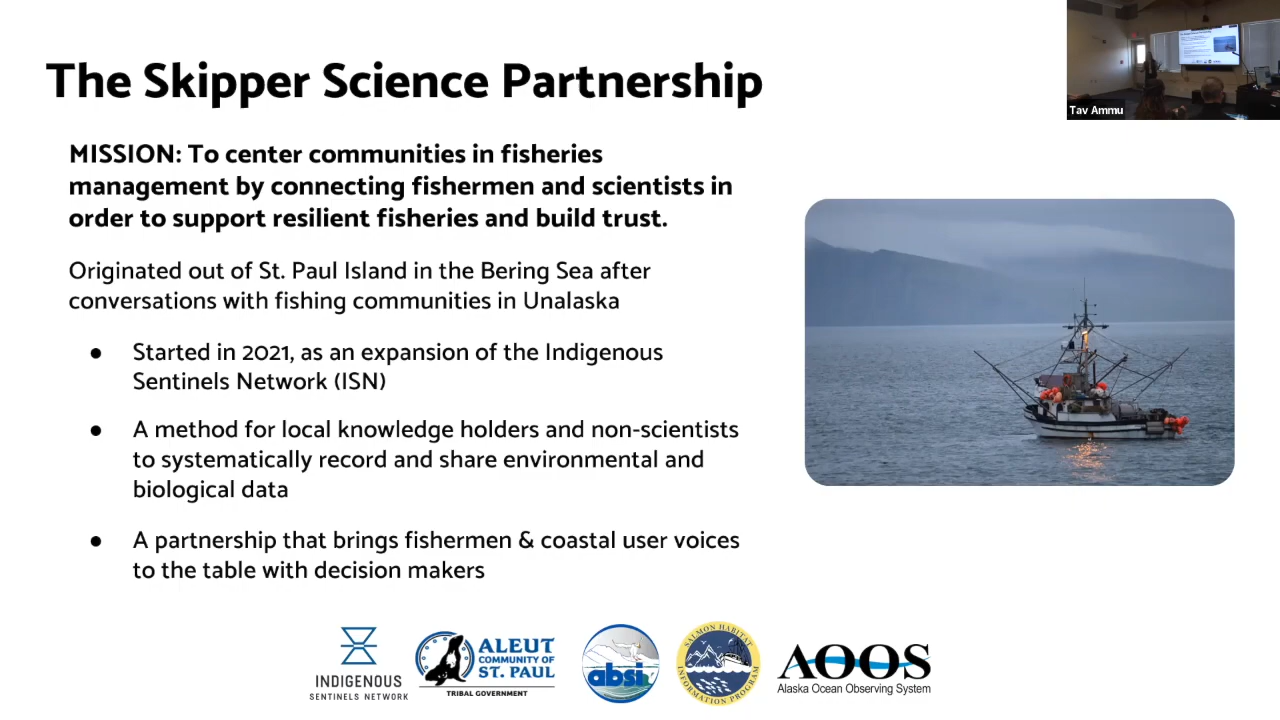 The Skipper Science Partnership
Tav Ammu
MISSION: To center communities in fisheries
management by connecting fishermen and scientists in
order to support resilient fisheries and build trust.
Originated out of St. Paul Island in the Bering Sea after
conversations with fishing communities in Unalaska
● Started in 2021, as an expansion of the Indigenous
Sentinels Network (ISN)
● A method for local knowledge holders and non-scientists
to systematically record and share environmental and
biological data
● A partnership that brings fishermen & coastal user voices
to the table with decision makers
INDIGENOUS
SENTINELS NETWORK
ALEUT
COMMUNITY OF
ST. PAUL
TRIBAL GOVERNMENT
absi
SALMON HABITAT
INFORMATION PROGRAM
AOOS
Alaska Ocean Observing System